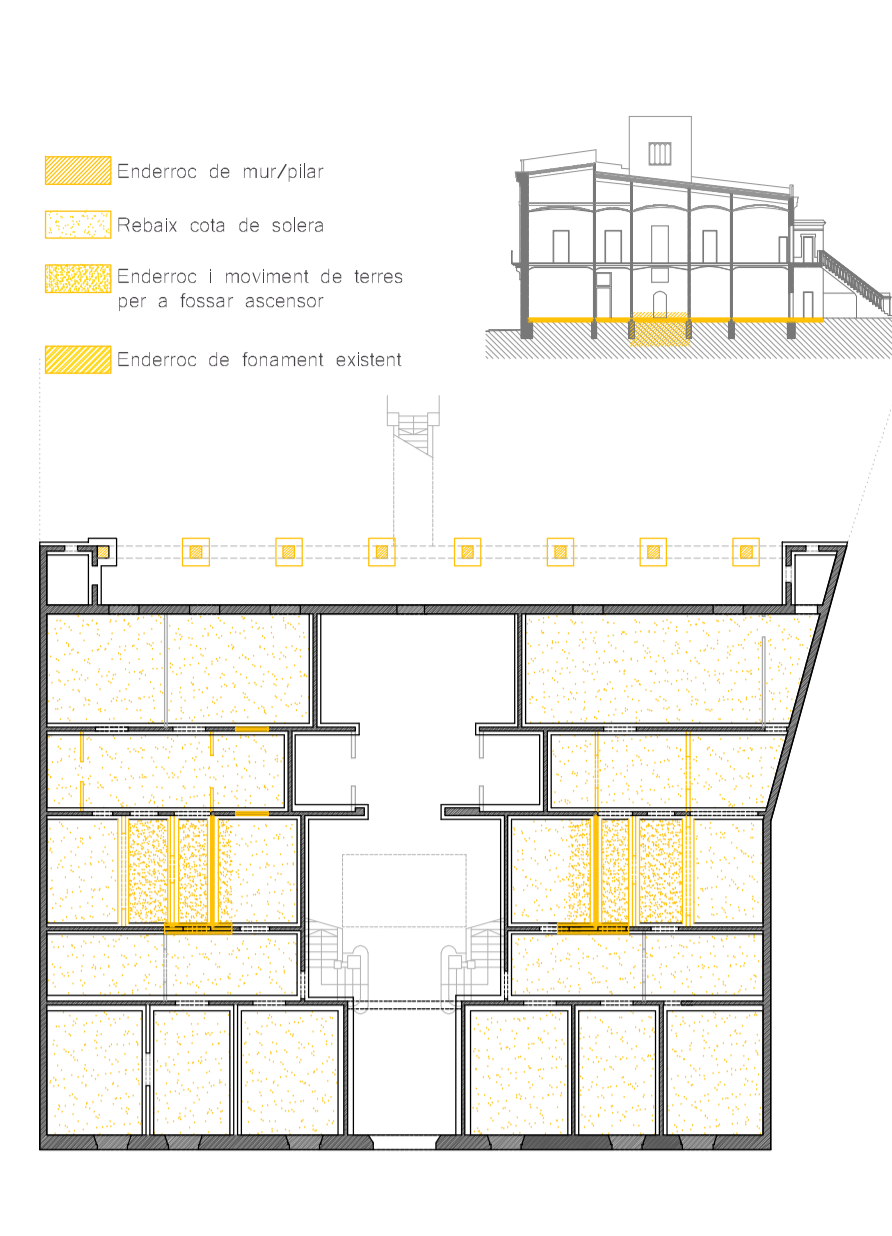 Enderroc de mur/pilar
Rebaix cota de solera
Enderroc i moviment de terres
per a fossar ascensor
Enderroc de fonament existent